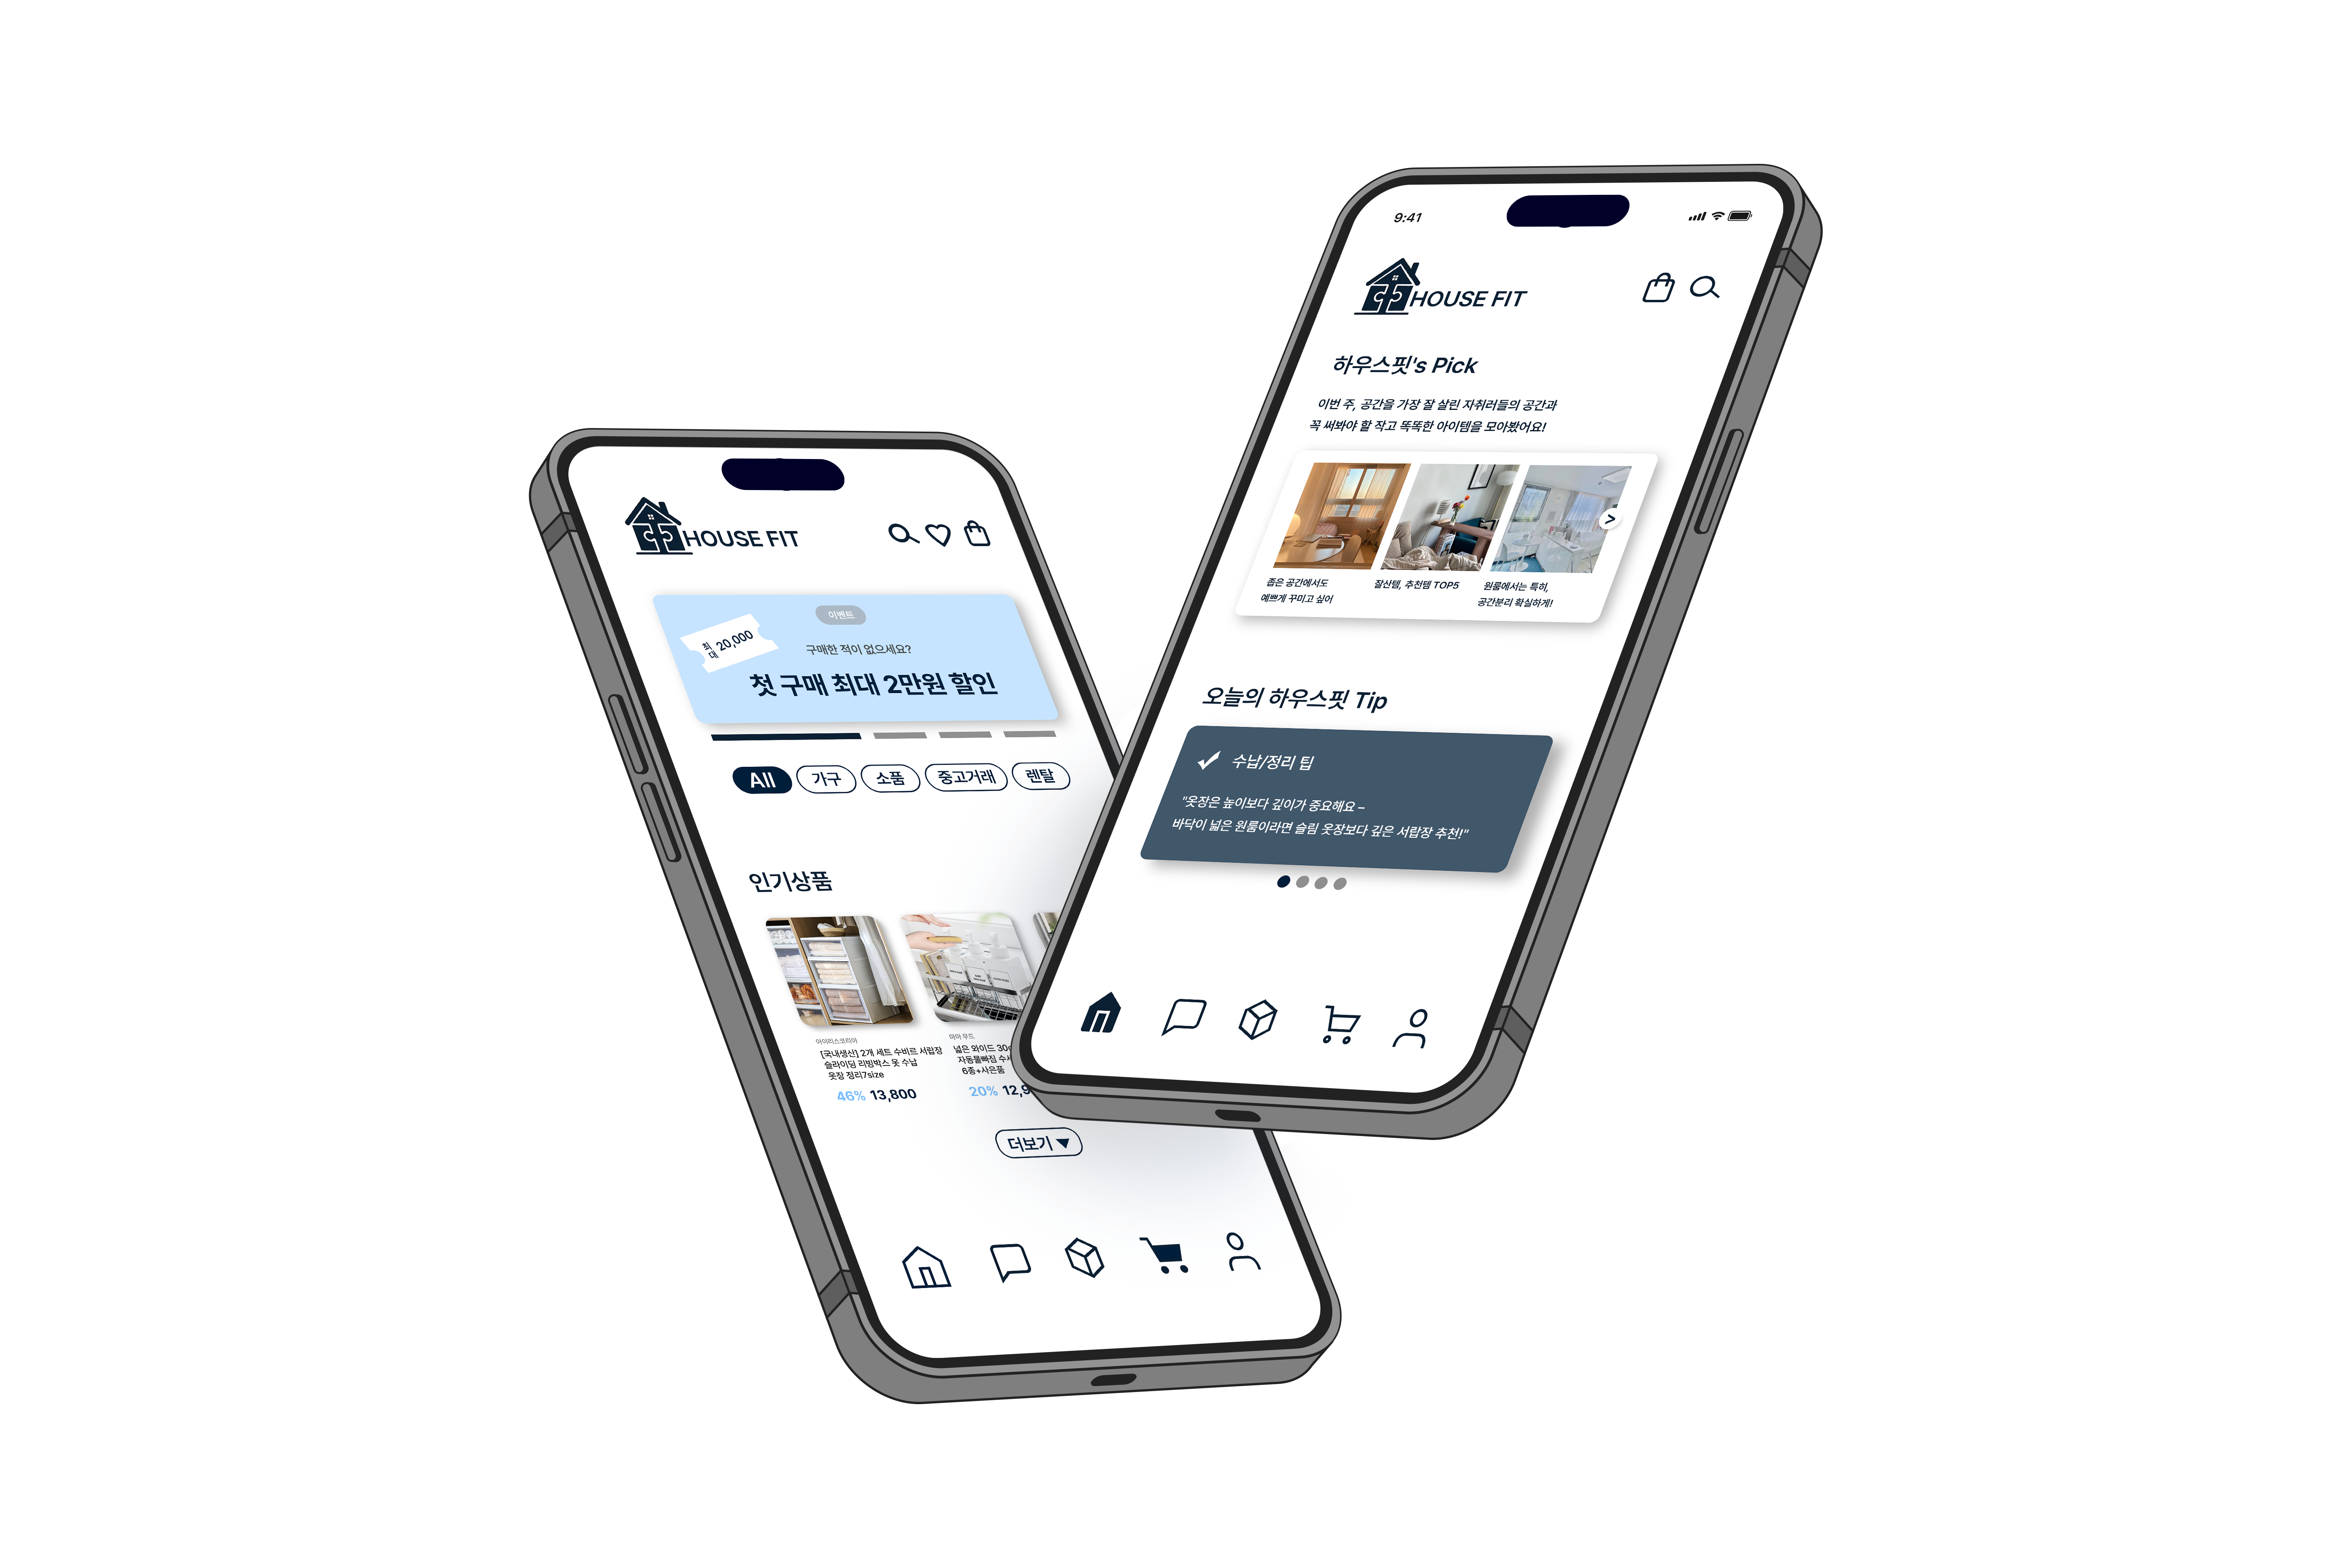 HOUSE FIT
이벤트
최대 20,000
구매한 적이 없으세요?
첫 구매 최대 2만원 할인
All 가구 소품 중고거래 렌탈
인기상품
아이리스코리아
[국내생산] 2개 세트 수비르 서랍장
슬라이딩 리빙박스 옷 수납
옷장 정리7size
46% 13,800
마마 무드
넓은 와이드
자동물빠짐
6종+사은품
20%
더보기
9:41
HOUSE FIT
하우스핏's Pick
이번 주, 공간을 가장 잘 살린 자취러들의 공간과
꼭 써봐야 할 작고 똑똑한 아이템을 모아봤어요!
좁은 공간에서도
예쁘게 꾸미고 싶어
잘산템, 추천템 TOP5
원룸에서는 특히,
공간분리 확실하게!
오늘의 하우스핏 Tip
수납/정리 팁
"옷장은 높이보다 깊이가 중요해요 –
바닥이 넓은 원룸이라면 슬림 옷장보다 깊은 서랍장 추천!"